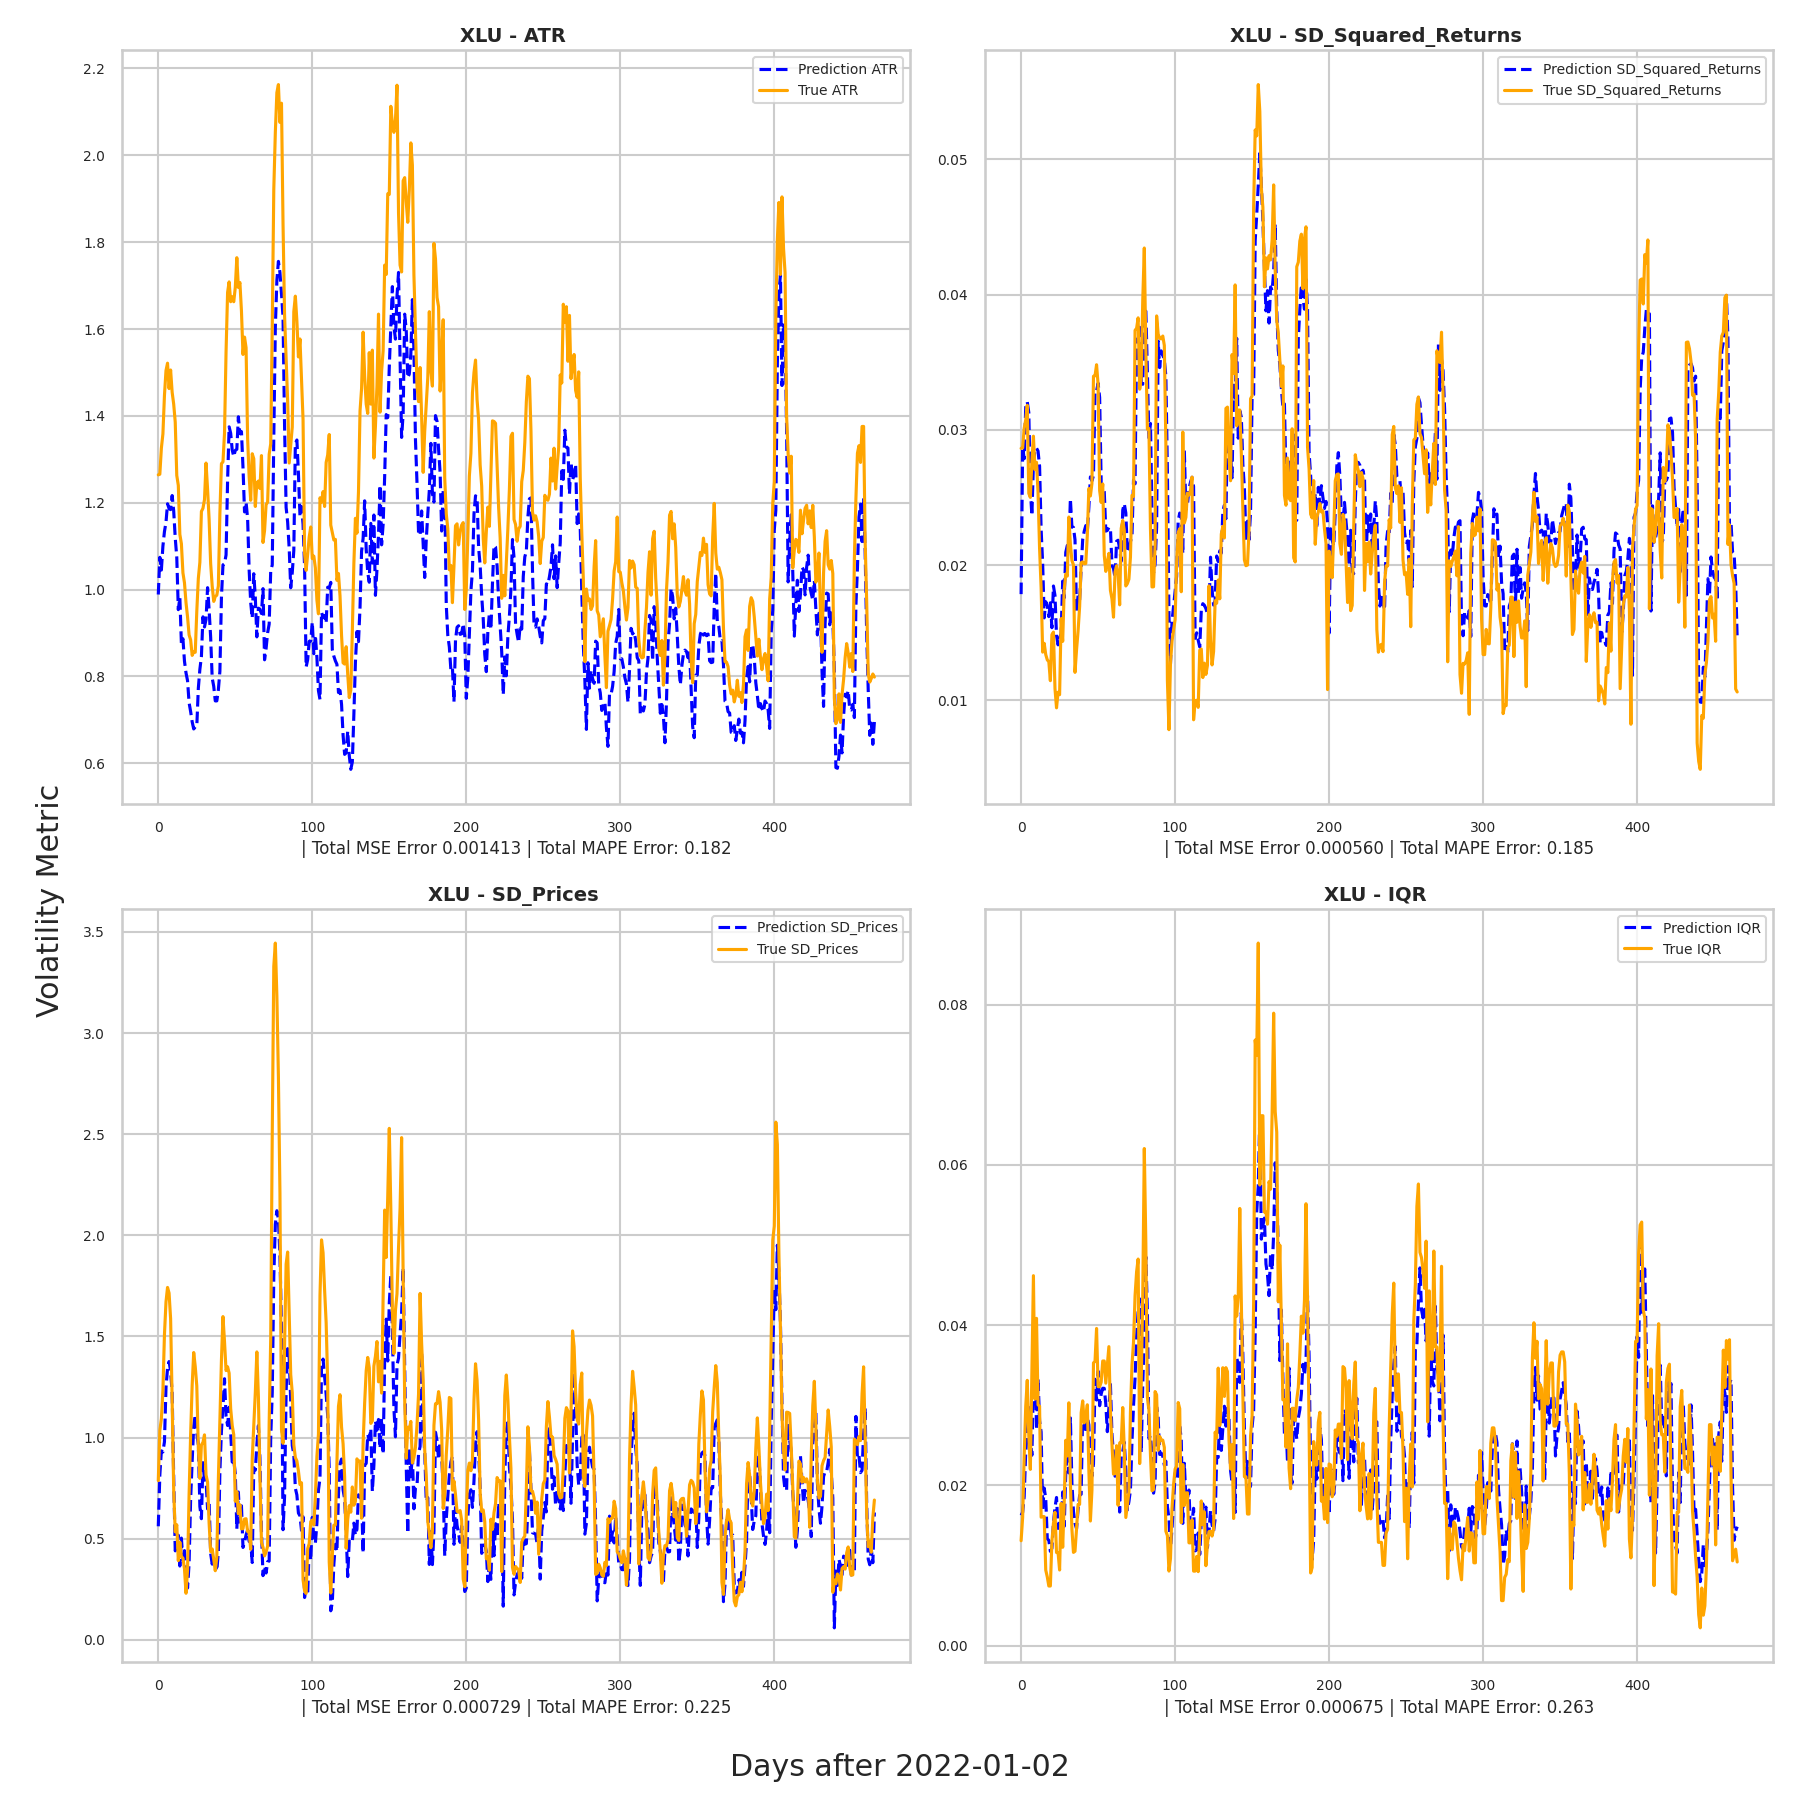 XLU - ATR
Prediction ATR
True ATR
2.2
2.0
1.8
1.6
1.4
1.2
1.0
0.8
0.6
0 100 200 300 400
| Total MSE Error 0.001413 | Total MAPE Error: 0.182
XLU - SD_Squared_Returns
Prediction SD_Squared_Returns
True SD_Squared_Returns
0.05
0.04
0.03
0.02
0.01
0 100 200 300 400
| Total MSE Error 0.000560 | Total MAPE Error: 0.185
Volatility Metric
XLU - SD_Prices
Prediction SD_Prices
True SD_Prices
3.5
3.0
2.5
2.0
1.5
1.0
0.5
0.0
0 100 200 300 400
| Total MSE Error 0.000729 | Total MAPE Error: 0.225
XLU - IQR
Prediction IQR
True IQR
0.08
0.06
0.04
0.02
0.00
0 100 200 300 400
| Total MSE Error 0.000675 | Total MAPE Error: 0.263
Days after 2022-01-02